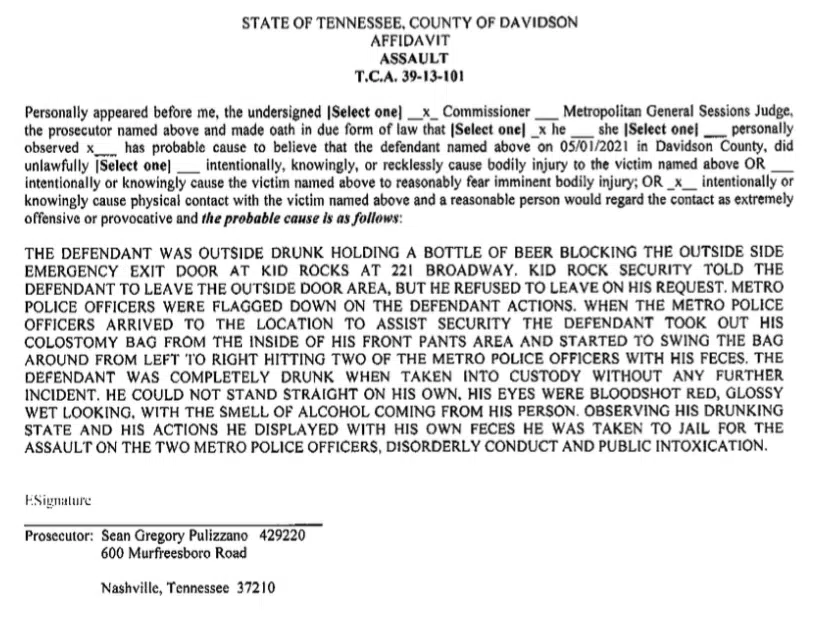 STATE OF TENNESSEE, COUNTY OF DAVIDSON
AFFIDAVIT
ASSAULT
T.C.A. 39-13-101
Personally appeared before me, the undersigned [Select one] __x_ Commissioner ___ Metropolitan General Sessions Judge,
the prosecutor named above and made oath in due form of law that [Select one] _x he ___ she [Select one] ___ personally
observed x___ has probable cause to believe that the defendant named above on 05/01/2021 in Davidson County, did
unlawfully [Select one] ___ intentionally, knowingly, or recklessly cause bodily injury to the victim named above OR ___
intentionally or knowingly cause the victim named above to reasonably fear imminent bodily injury; OR _x__ intentionally or
knowingly cause physical contact with the victim named above and a reasonable person would regard the contact as extremely
offensive or provocative and the probable cause is as follows:
THE DEFENDANT WAS OUTSIDE DRUNK HOLDING A BOTTLE OF BEER BLOCKING THE OUTSIDE SIDE
EMERGENCY EXIT DOOR AT KID ROCKS AT 221 BROADWAY. KID ROCK SECURITY TOLD THE
DEFENDANT TO LEAVE THE OUTSIDE DOOR AREA, BUT HE REFUSED TO LEAVE ON HIS REQUEST. METRO
POLICE OFFICERS WERE FLAGGED DOWN ON THE DEFENDANT ACTIONS. WHEN THE METRO POLICE
OFFICERS ARRIVED TO THE LOCATION TO ASSIST SECURITY THE DEFENDANT TOOK OUT HIS
COLOSTOMY BAG FROM THE INSIDE OF HIS FRONT PANTS AREA AND STARTED TO SWING THE BAG
AROUND FROM LEFT TO RIGHT HITTING TWO OF THE METRO POLICE OFFICERS WITH HIS FECES. THE
DEFENDANT WAS COMPLETELY DRUNK WHEN TAKEN INTO CUSTODY WITHOUT ANY FURTHER
INCIDENT. HE COULD NOT STAND STRAIGHT ON HIS OWN, HIS EYES WERE BLOODSHOT RED, GLOSSY
WET LOOKING, WITH THE SMELL OF ALCOHOL COMING FROM HIS PERSON. OBSERVING HIS DRUNKING
STATE AND HIS ACTIONS HE DISPLAYED WITH HIS OWN FECES HE WAS TAKEN TO JAIL FOR THE
ASSAULT ON THE TWO METRO POLICE OFFICERS, DISORDERLY CONDUCT AND PUBLIC INTOXICATION.
ESignature
Prosecutor: Sean Gregory Pulizzano 429220
600 Murfreesboro Road
Nashville, Tennessee 37210